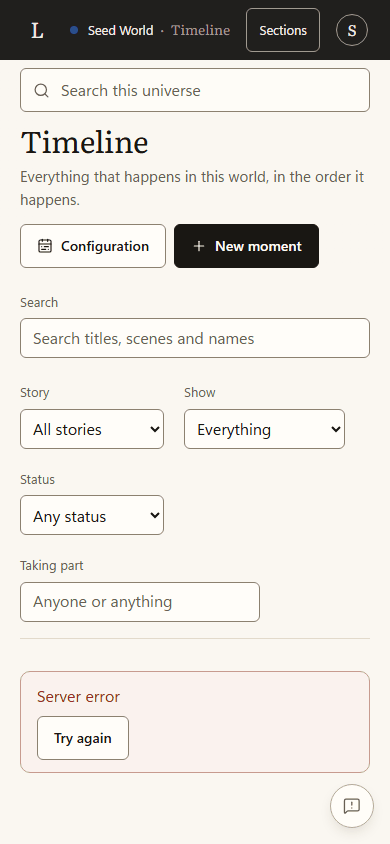 L
Seed World · Timeline
Sections
S
Search this universe
Timeline
Everything that happens in this world, in the order it
happens.
Configuration
New moment
Search
Search titles, scenes and names
Story
Show
All stories
Everything
Status
Any status
Taking part
Anyone or anything
Server error
Try again